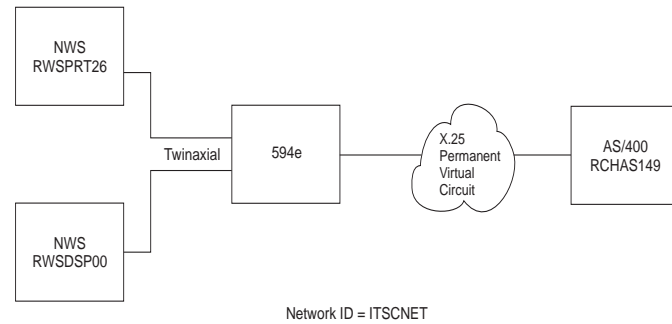 NWS
RWSPRT26
Twinaxial
594e
X.25
Permanent
Virtual
Circuit
AS/400
RCHAS149
NWS
RWSDSP00
Network ID = ITSCNET